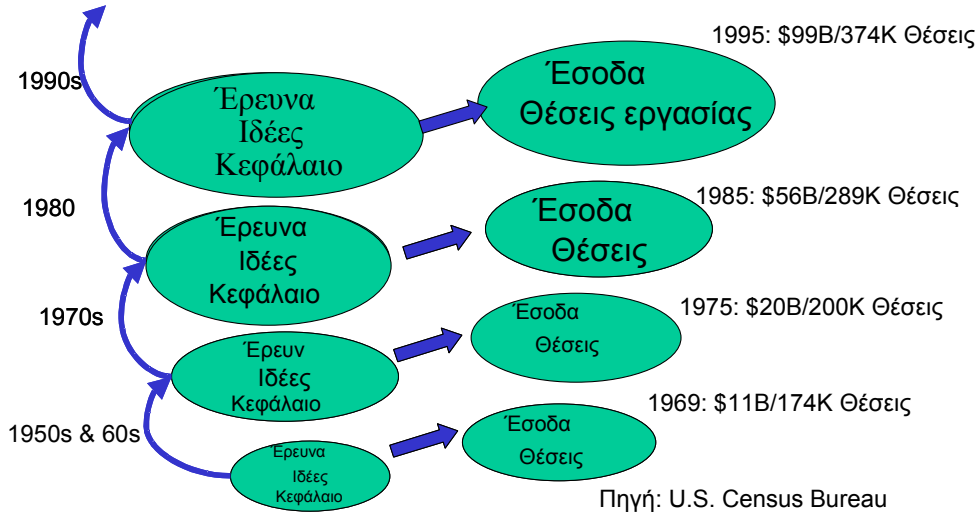 1995: $99B/374K Θέσεις
1990s
Έρευνα
Ιδέες
Κεφάλαιο
Έσοδα
Θέσεις εργασίας
1980
1985: $56B/289K Θέσεις
Έρευνα
Ιδέες
Κεφάλαιο
Έσοδα
Θέσεις
1970s
1975: $20B/200K Θέσεις
Έρευν
Ιδέες
Κεφάλαιο
Έσοδα
Θέσεις
1950s & 60s
1969: $11B/174K Θέσεις
Έρευνα
Ιδέες
Κεφάλαιο
Έσοδα
Θέσεις
Πηγή: U.S. Census Bureau